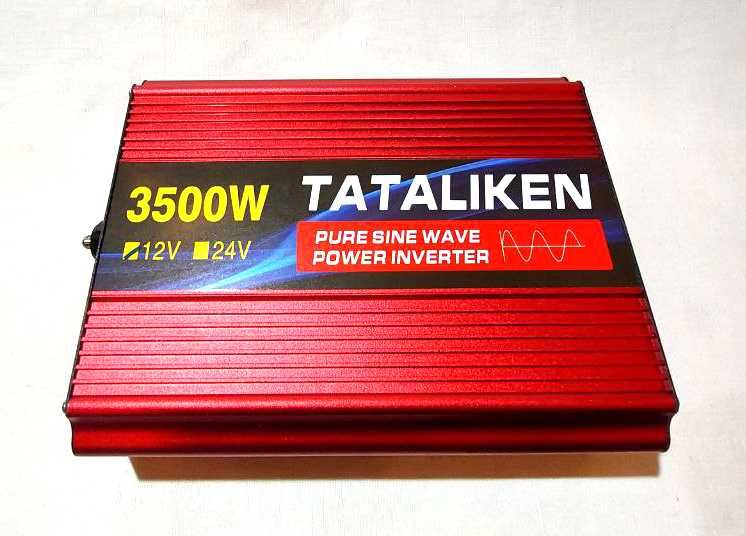 3500W
TATALIKEN
12V 24V
PURE SINE WAVE
POWER INVERTER